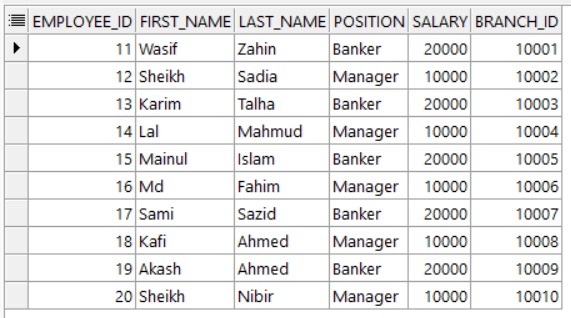 EMPLOYEE_ID FIRST_NAME LAST_NAME POSITION SALARY BRANCH_ID
11 Wasif Zahin Banker 20000 10001
12 Sheikh Sadia Manager 10000 10002
13 Karim Talha Banker 20000 10003
14 Lal Mahmud Manager 10000 10004
15 Mainul Islam Banker 20000 10005
16 Md Fahim Manager 10000 10006
17 Sami Sazid Banker 20000 10007
18 Kafi Ahmed Manager 10000 10008
19 Akash Ahmed Banker 20000 10009
20 Sheikh Nibir Manager 10000 10010